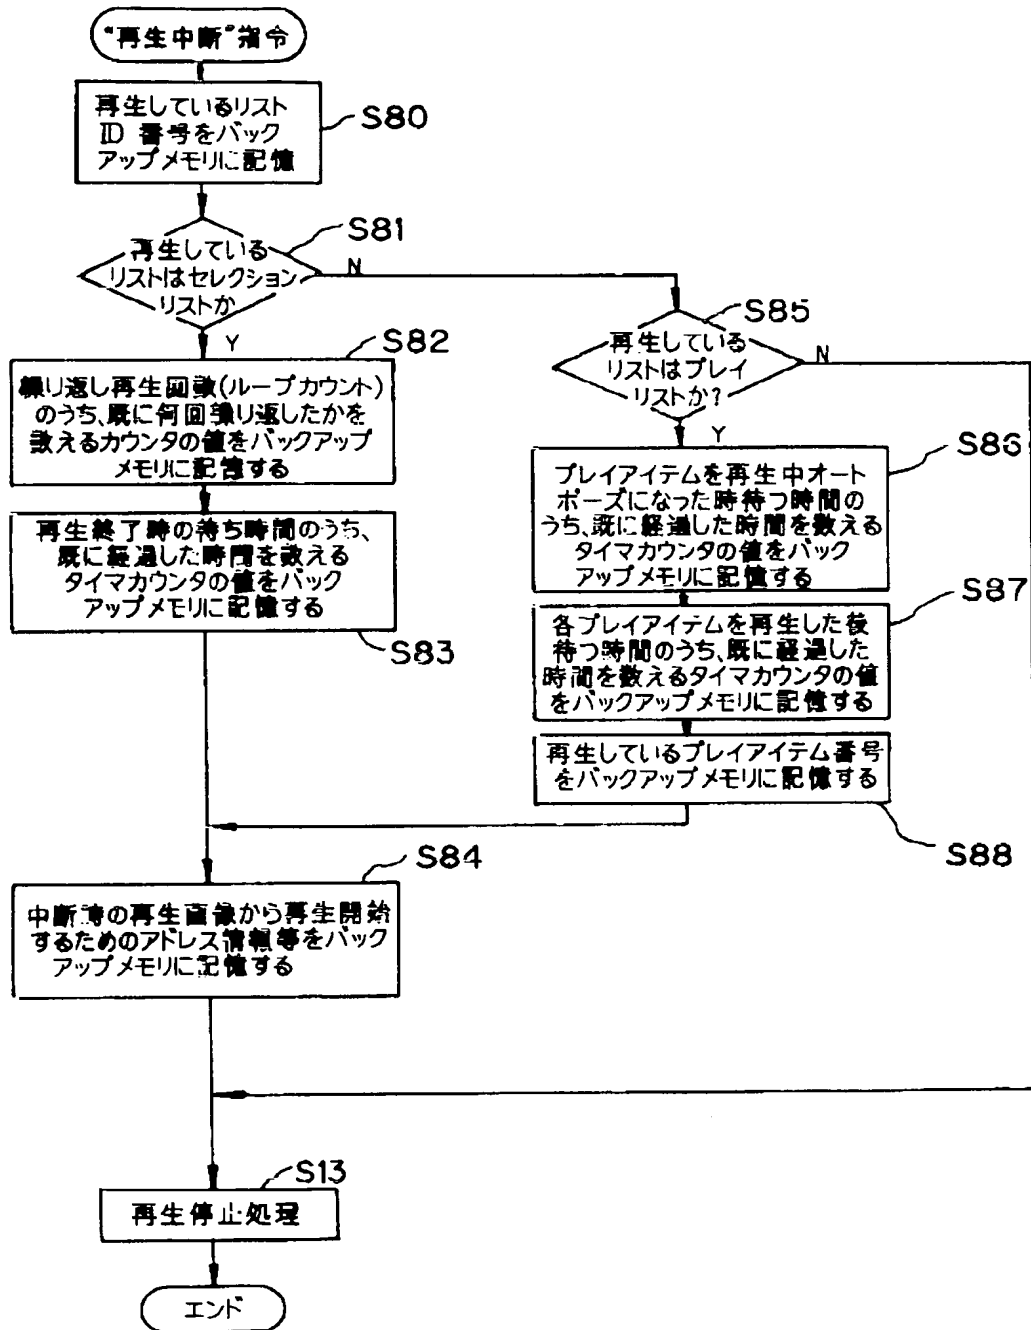 “再生中断”指令
再生しているリスト
ID 番号をバック
アップメモリに記憶
S80
再生している
リストはセレクション
リストか
S81
N
Y
繰り返し再生回数(ループカウント)
のうち、既に何回繰り返したかを
数えるカウンタの値をバックアップ
メモリに記憶する
S82
再生終了時の待ち時間のうち、
既に経過した時間を数える
タイマカウンタの値をバック
アップメモリに記憶する
S83
再生している
リストはプレイ
リストか?
S85
N
Y
プレイアイテムを再生中オート
ポーズになった時待つ時間の
うち、既に経過した時間を数える
タイマカウンタの値をバック
アップメモリに記憶する
S86
各プレイアイテムを再生した後
待つ時間のうち、既に経過した
時間を数えるタイマカウンタの値
をバックアップメモリに記憶する
S87
再生しているプレイアイテム番号
をバックアップメモリに記憶する
S88
中断時の再生画像から再生開始
するためのアドレス情報等をバック
アップメモリに記憶する
S84
再生停止処理
S13
エンド